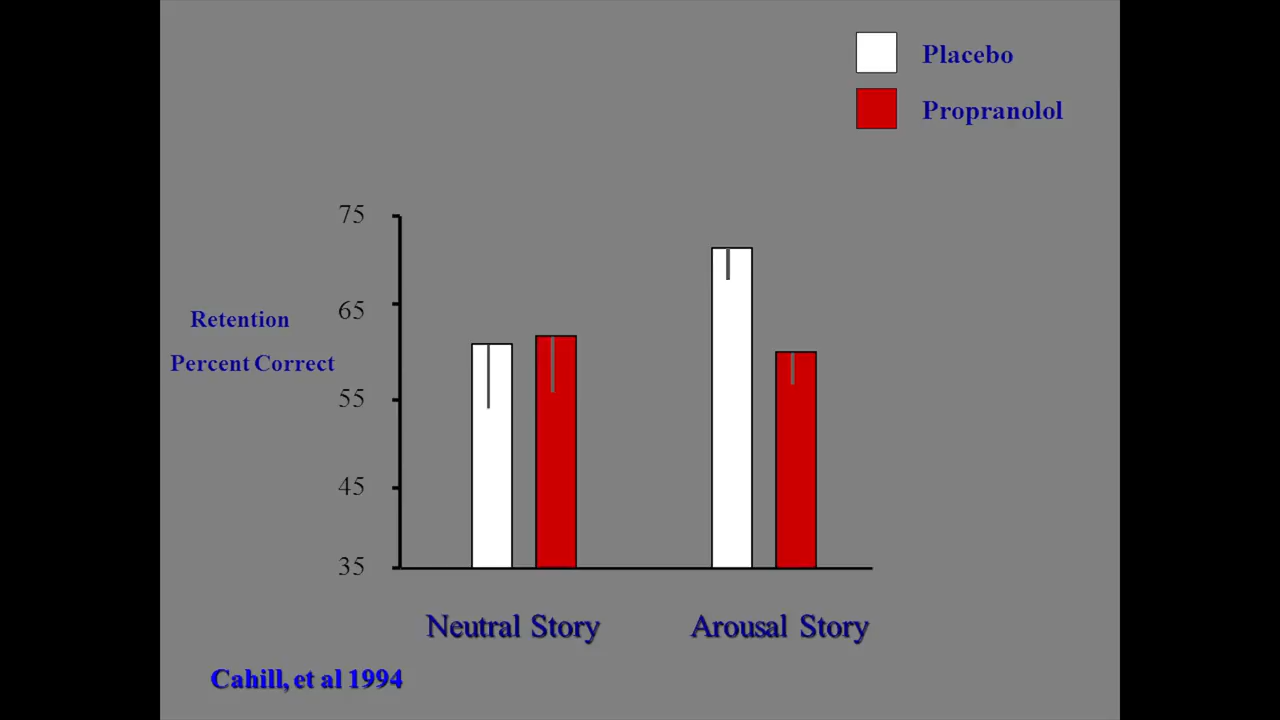 Placebo
Propranolol
75
65
Retention
Percent Correct
55
45
35
Neutral Story Arousal Story
Cahill, et al 1994